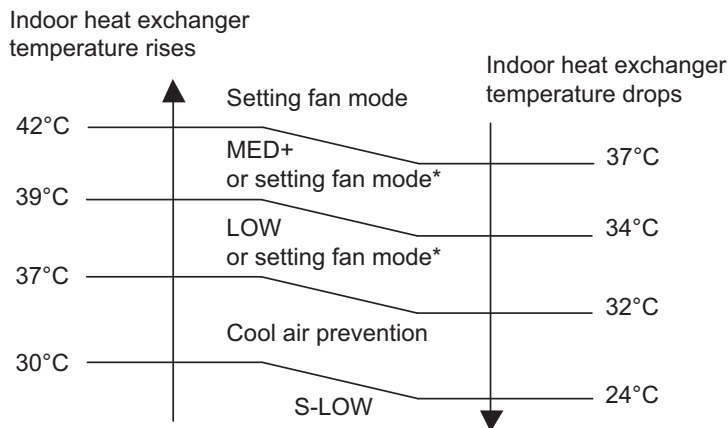 Indoor heat exchanger
temperature rises
Indoor heat exchanger
temperature drops
Setting fan mode
42°C
MED+
or setting fan mode*
37°C
39°C
LOW
or setting fan mode*
34°C
37°C
32°C
Cool air prevention
30°C
S-LOW
24°C